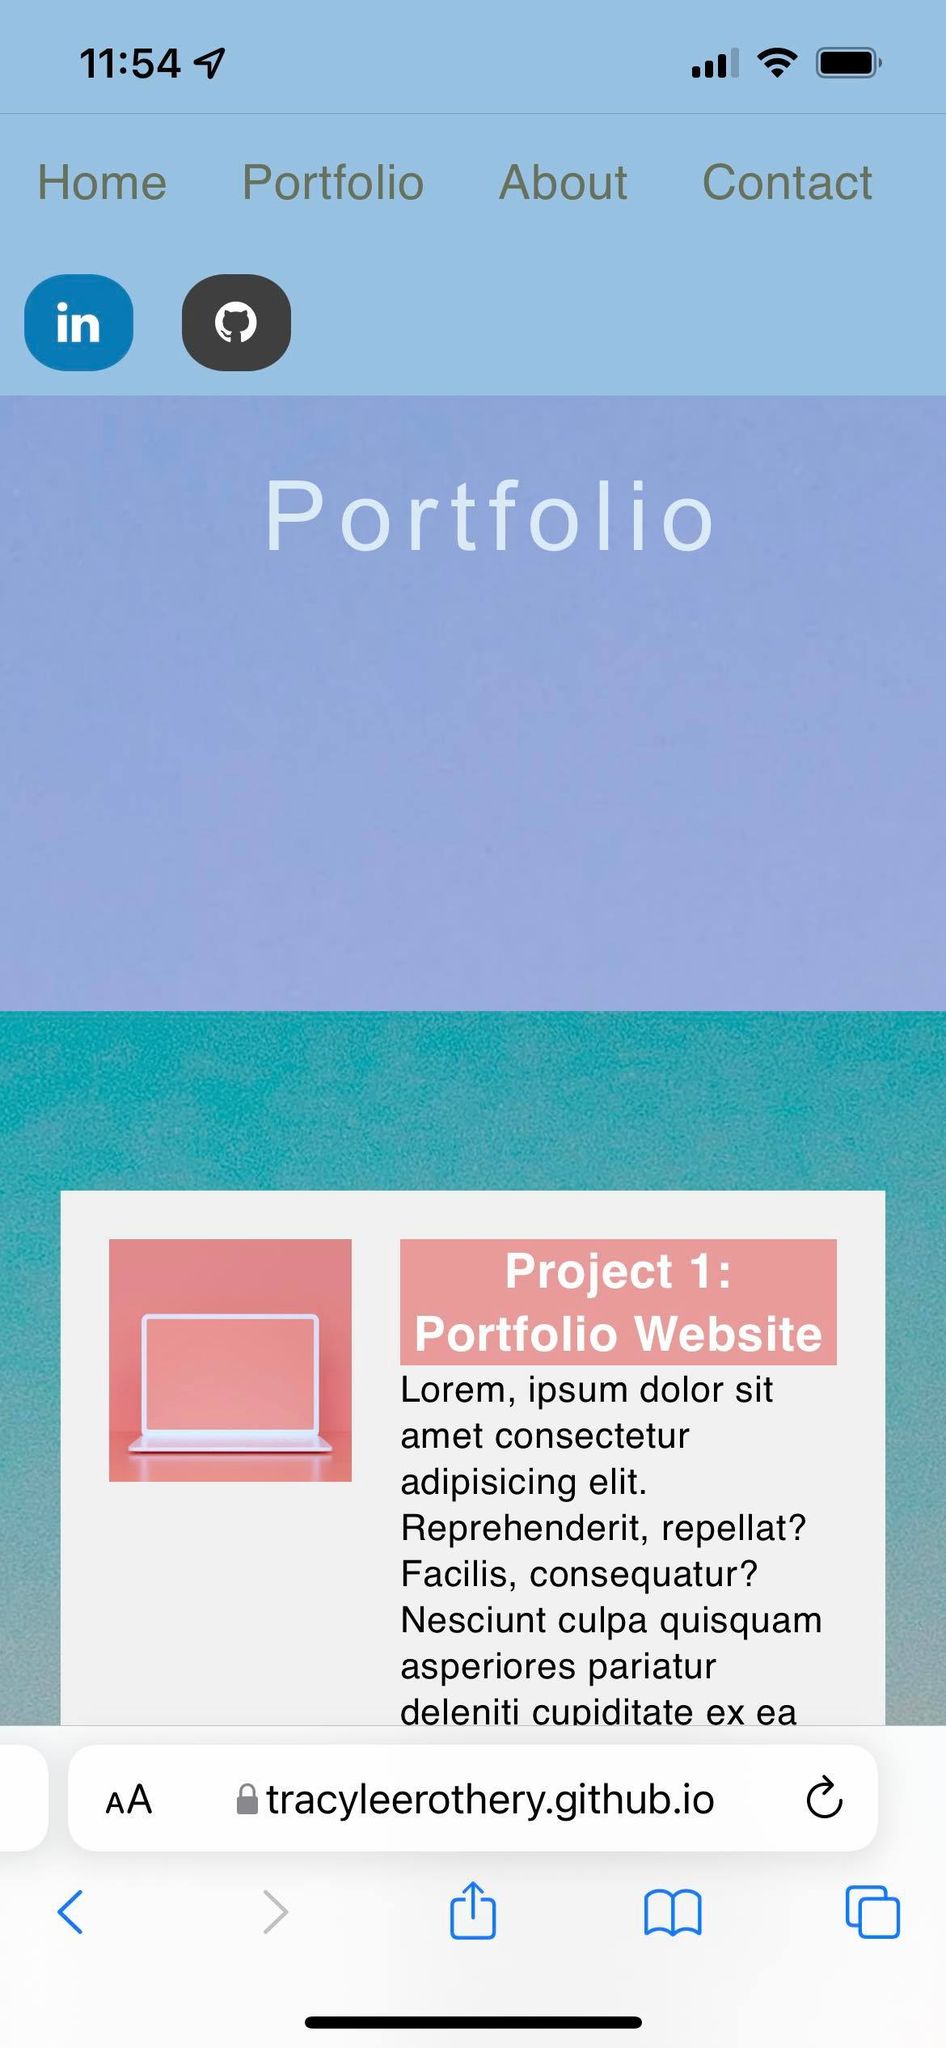 11:54
Home Portfolio About Contact
in
Portfolio
Project 1:
Portfolio Website
Lorem, ipsum dolor sit
amet consectetur
adipisicing elit.
Reprehenderit, repellat?
Facilis, consequatur?
Nesciunt culpa quisquam
asperiores pariatur
deleniti cupiditate ex ea
AA tracyleerothery.github.io